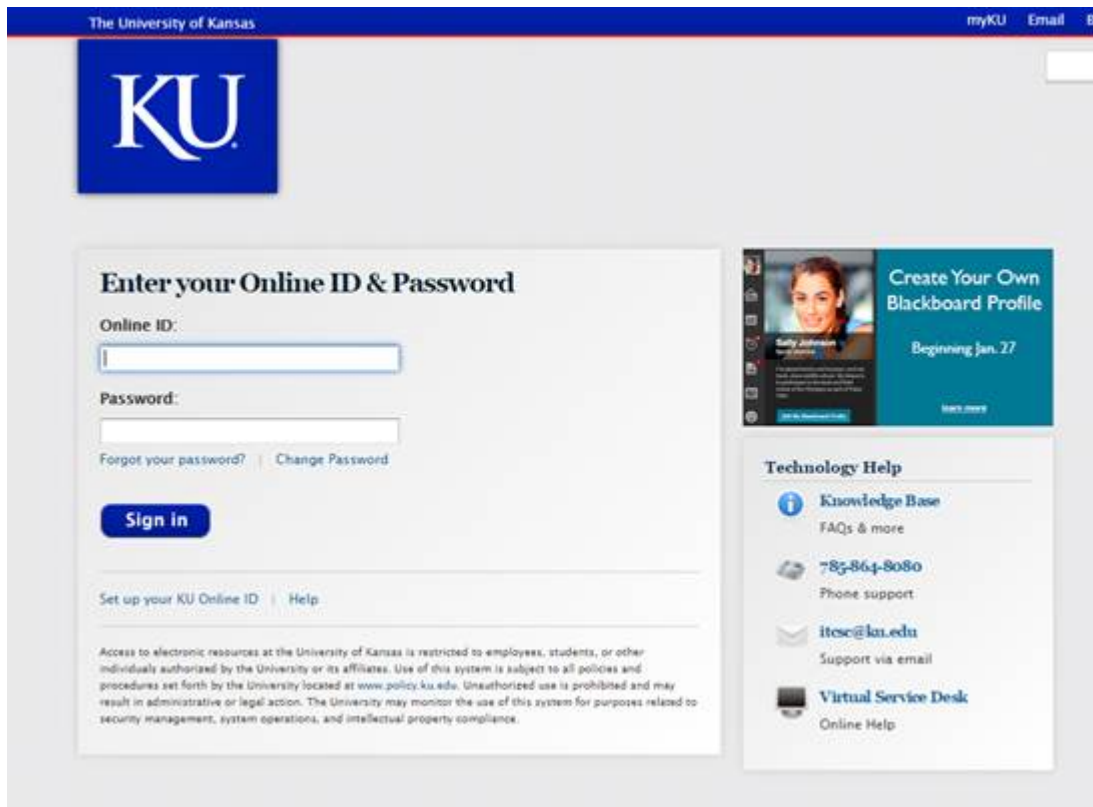 The University of Kansas
myKU Email
KU
Enter your Online ID & Password
Online ID:
Password:
Forgot your password? | Change Password
Sign in
Set up your KU Online ID | Help
Access to electronic resources at the University of Kansas is restricted to employees, students, or other
individuals authorized by the University or its affiliates. Use of this system is subject to all policies and
procedures set forth by the University located at www.policy.ku.edu. Unauthorized use is prohibited and may
result in administrative or legal action. The University may monitor the use of this system for purposes related to
security management, system operations, and intellectual property compliance.
Sally Johnson
Create Your Own
Blackboard Profile
Beginning Jan. 27
learn more
Technology Help
Knowledge Base
FAQs & more
785-864-8080
Phone support
itcsc@ku.edu
Support via email
Virtual Service Desk
Online Help